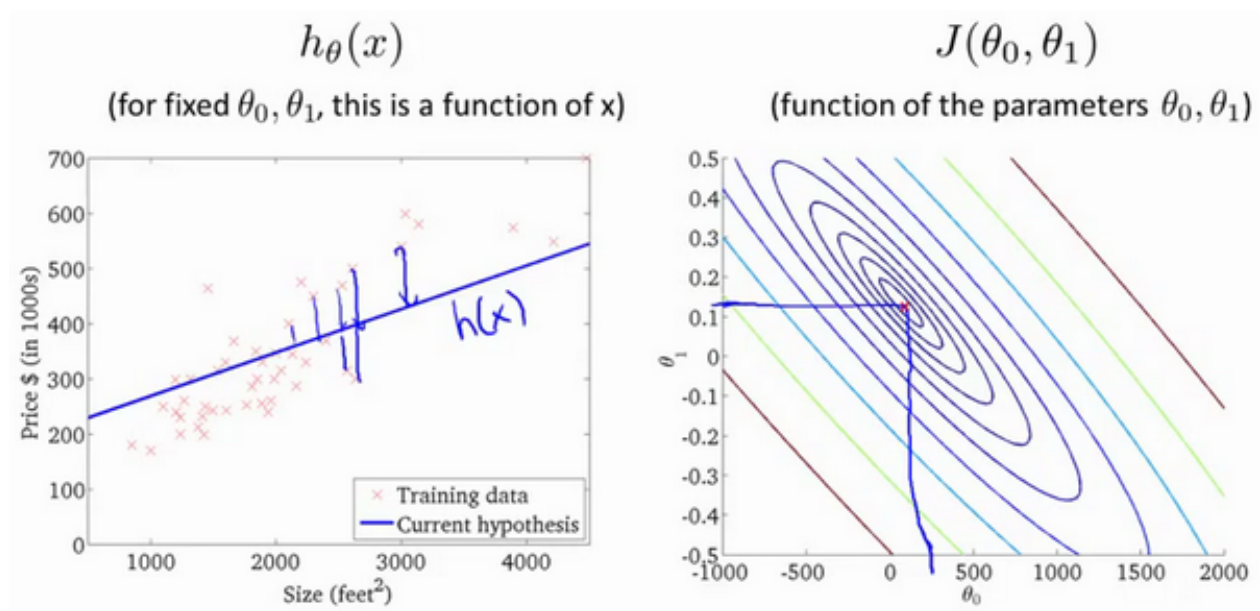 h_θ(x)
(for fixed θ₀, θ₁, this is a function of x)
700
600
500
400
300
200
100
0
Price $ (in 1000s)
1000 2000 3000 4000
Size (feet²)
h(x)
Training data
Current hypothesis
J(θ₀, θ₁)
(function of the parameters θ₀, θ₁)
0.5
0.4
0.3
0.2
0.1
0
-0.1
-0.2
-0.3
-0.4
-0.5
θ₁
-1000 -500 0 500 1000 1500 2000
θ₀